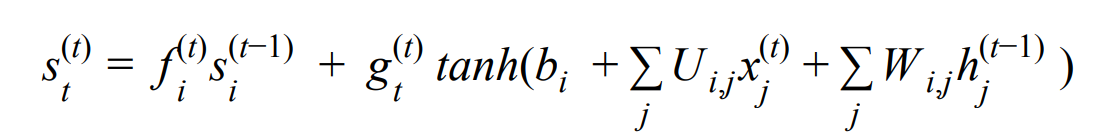 s_t^{(t)} = f_i^{(t)} s_i^{(t-1)} + g_t^{(t)} tanh(b_i + ∑_j U_{i,j} x_j^{(t)} + ∑_j W_{i,j} h_j^{(t-1)} )